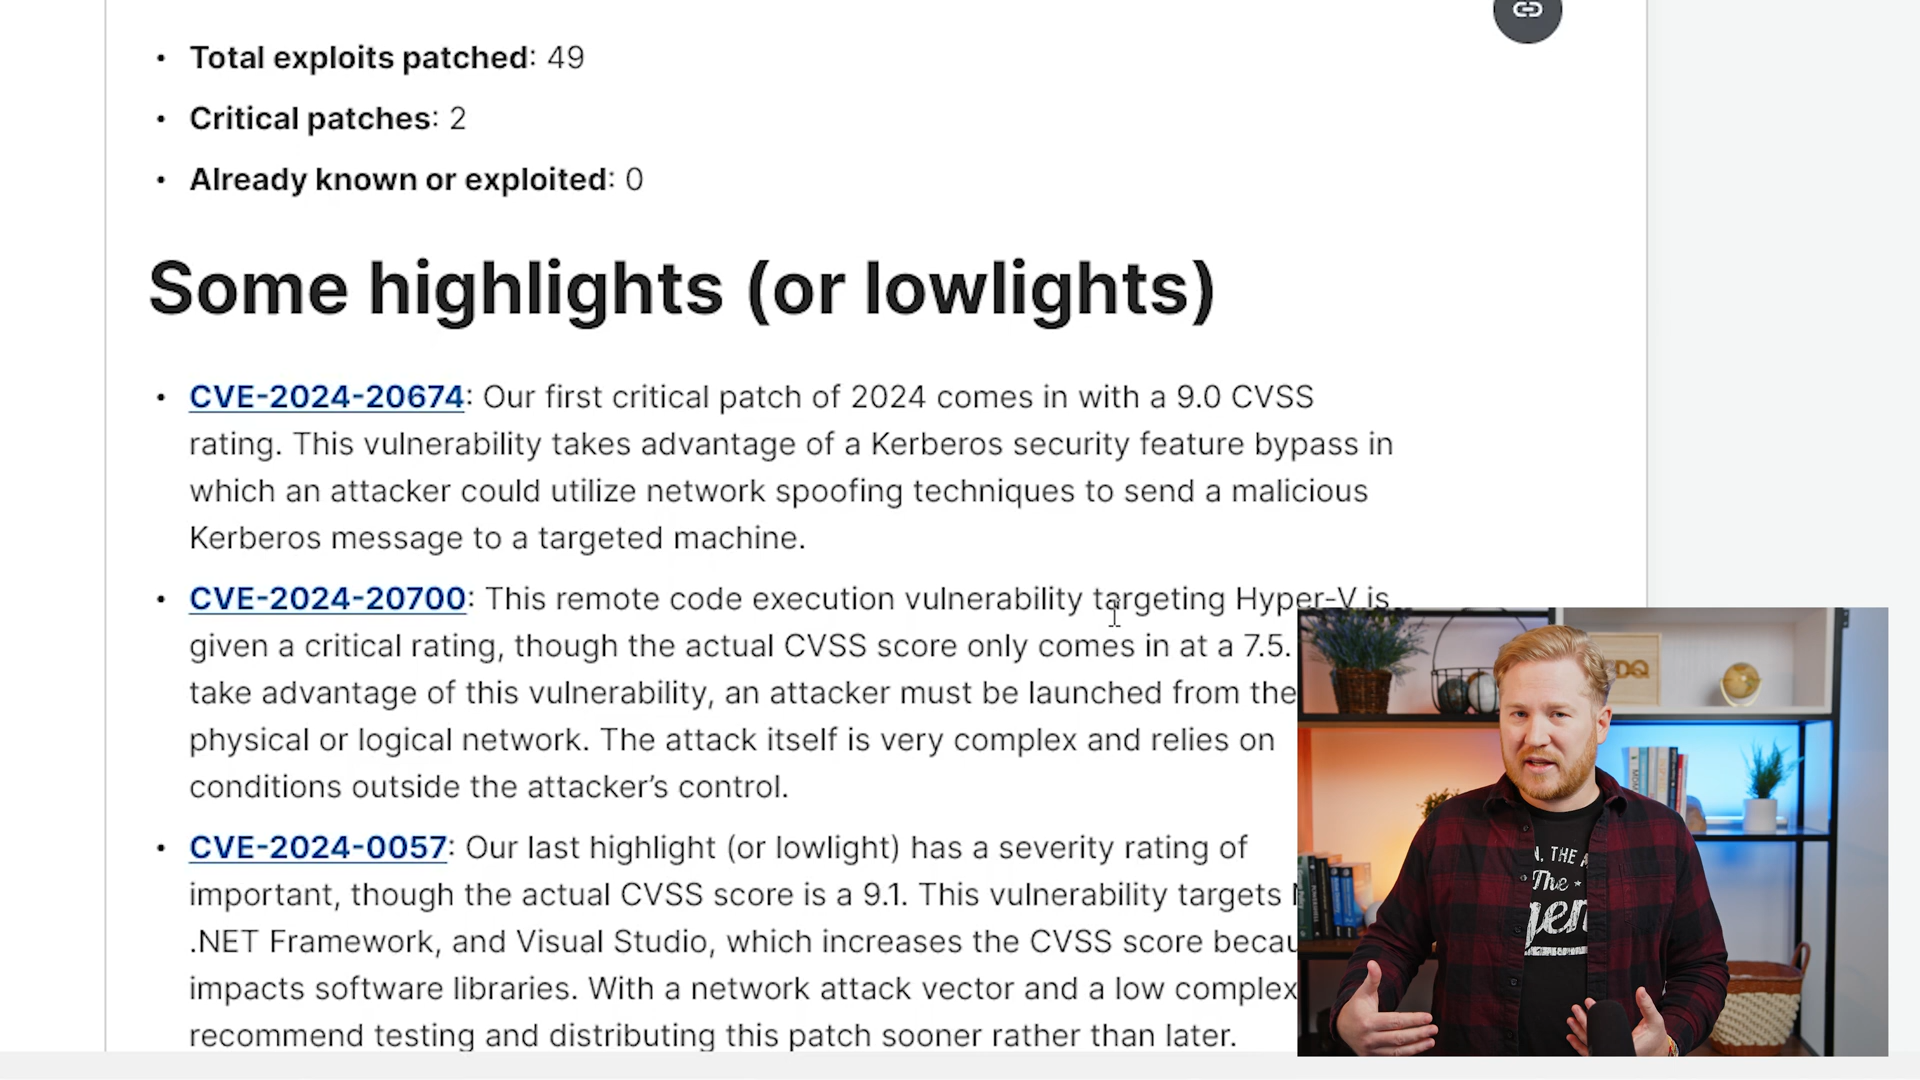 • Total exploits patched: 49
• Critical patches: 2
• Already known or exploited: 0
Some highlights (or lowlights)
• CVE-2024-20674: Our first critical patch of 2024 comes in with a 9.0 CVSS
rating. This vulnerability takes advantage of a Kerberos security feature bypass in
which an attacker could utilize network spoofing techniques to send a malicious
Kerberos message to a targeted machine.
• CVE-2024-20700: This remote code execution vulnerability targeting Hyper-V is
given a critical rating, though the actual CVSS score only comes in at a 7.5.
take advantage of this vulnerability, an attacker must be launched from the
physical or logical network. The attack itself is very complex and relies on
conditions outside the attacker’s control.
• CVE-2024-0057: Our last highlight (or lowlight) has a severity rating of
important, though the actual CVSS score is a 9.1. This vulnerability targets
.NET Framework, and Visual Studio, which increases the CVSS score becau
impacts software libraries. With a network attack vector and a low complex
recommend testing and distributing this patch sooner rather than later.
DQ
N, THE A
The
gen